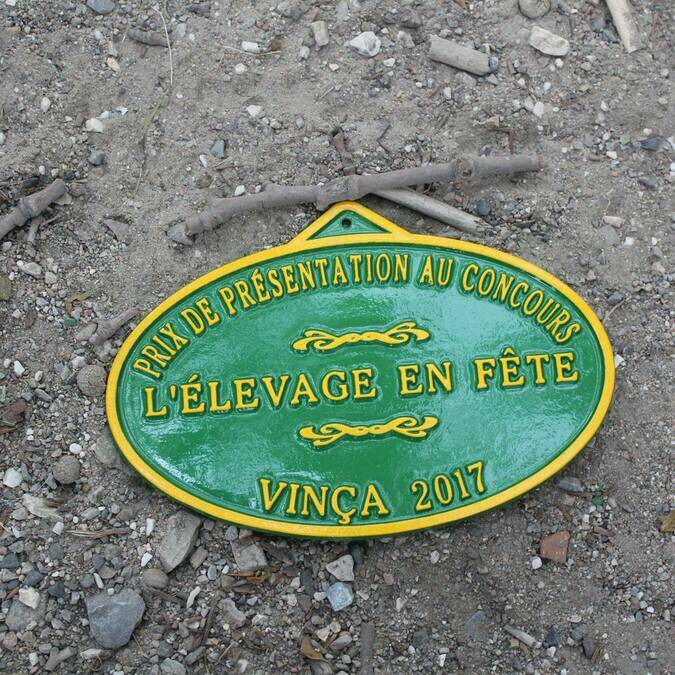 PRIX DE PRÉSENTATION AU CONCOURS
L'ÉLEVAGE EN FÊTE
VINÇA 2017